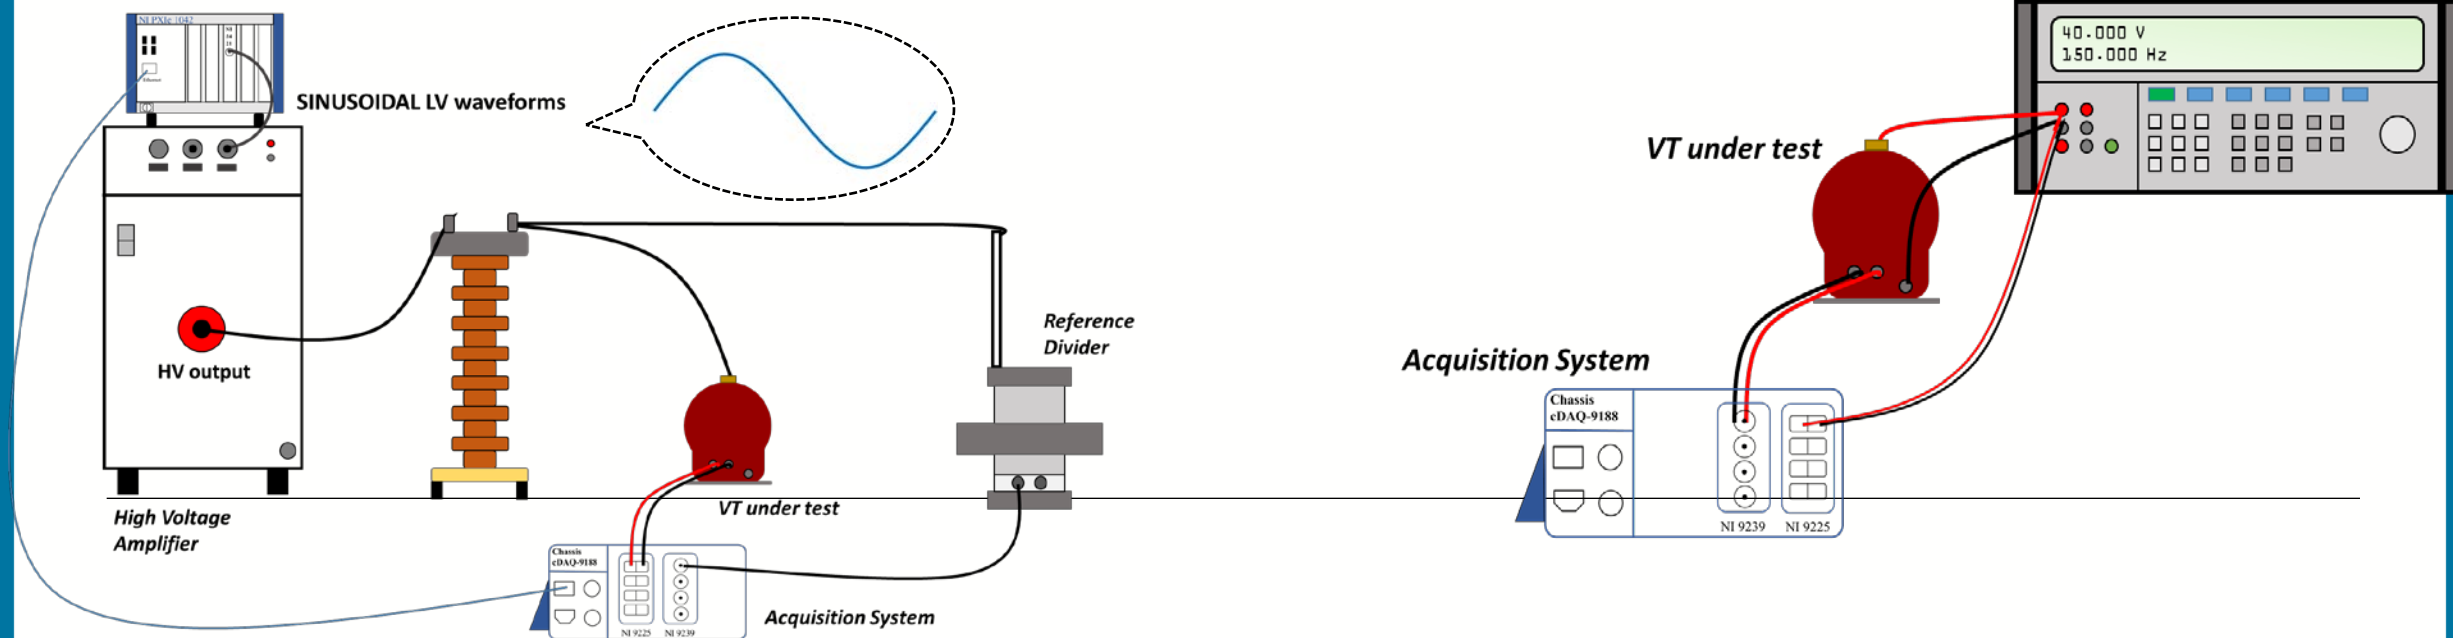 NI PXIe 1042
SINUSOIDAL LV waveforms
HV output
High Voltage
Amplifier
VT under test
Reference
Divider
Chassis
cDAQ-9188
NI 9225 NI 9239
Acquisition System
40.000 V
150.000 Hz
VT under test
Acquisition System
Chassis
cDAQ-9188
NI 9239 NI 9225